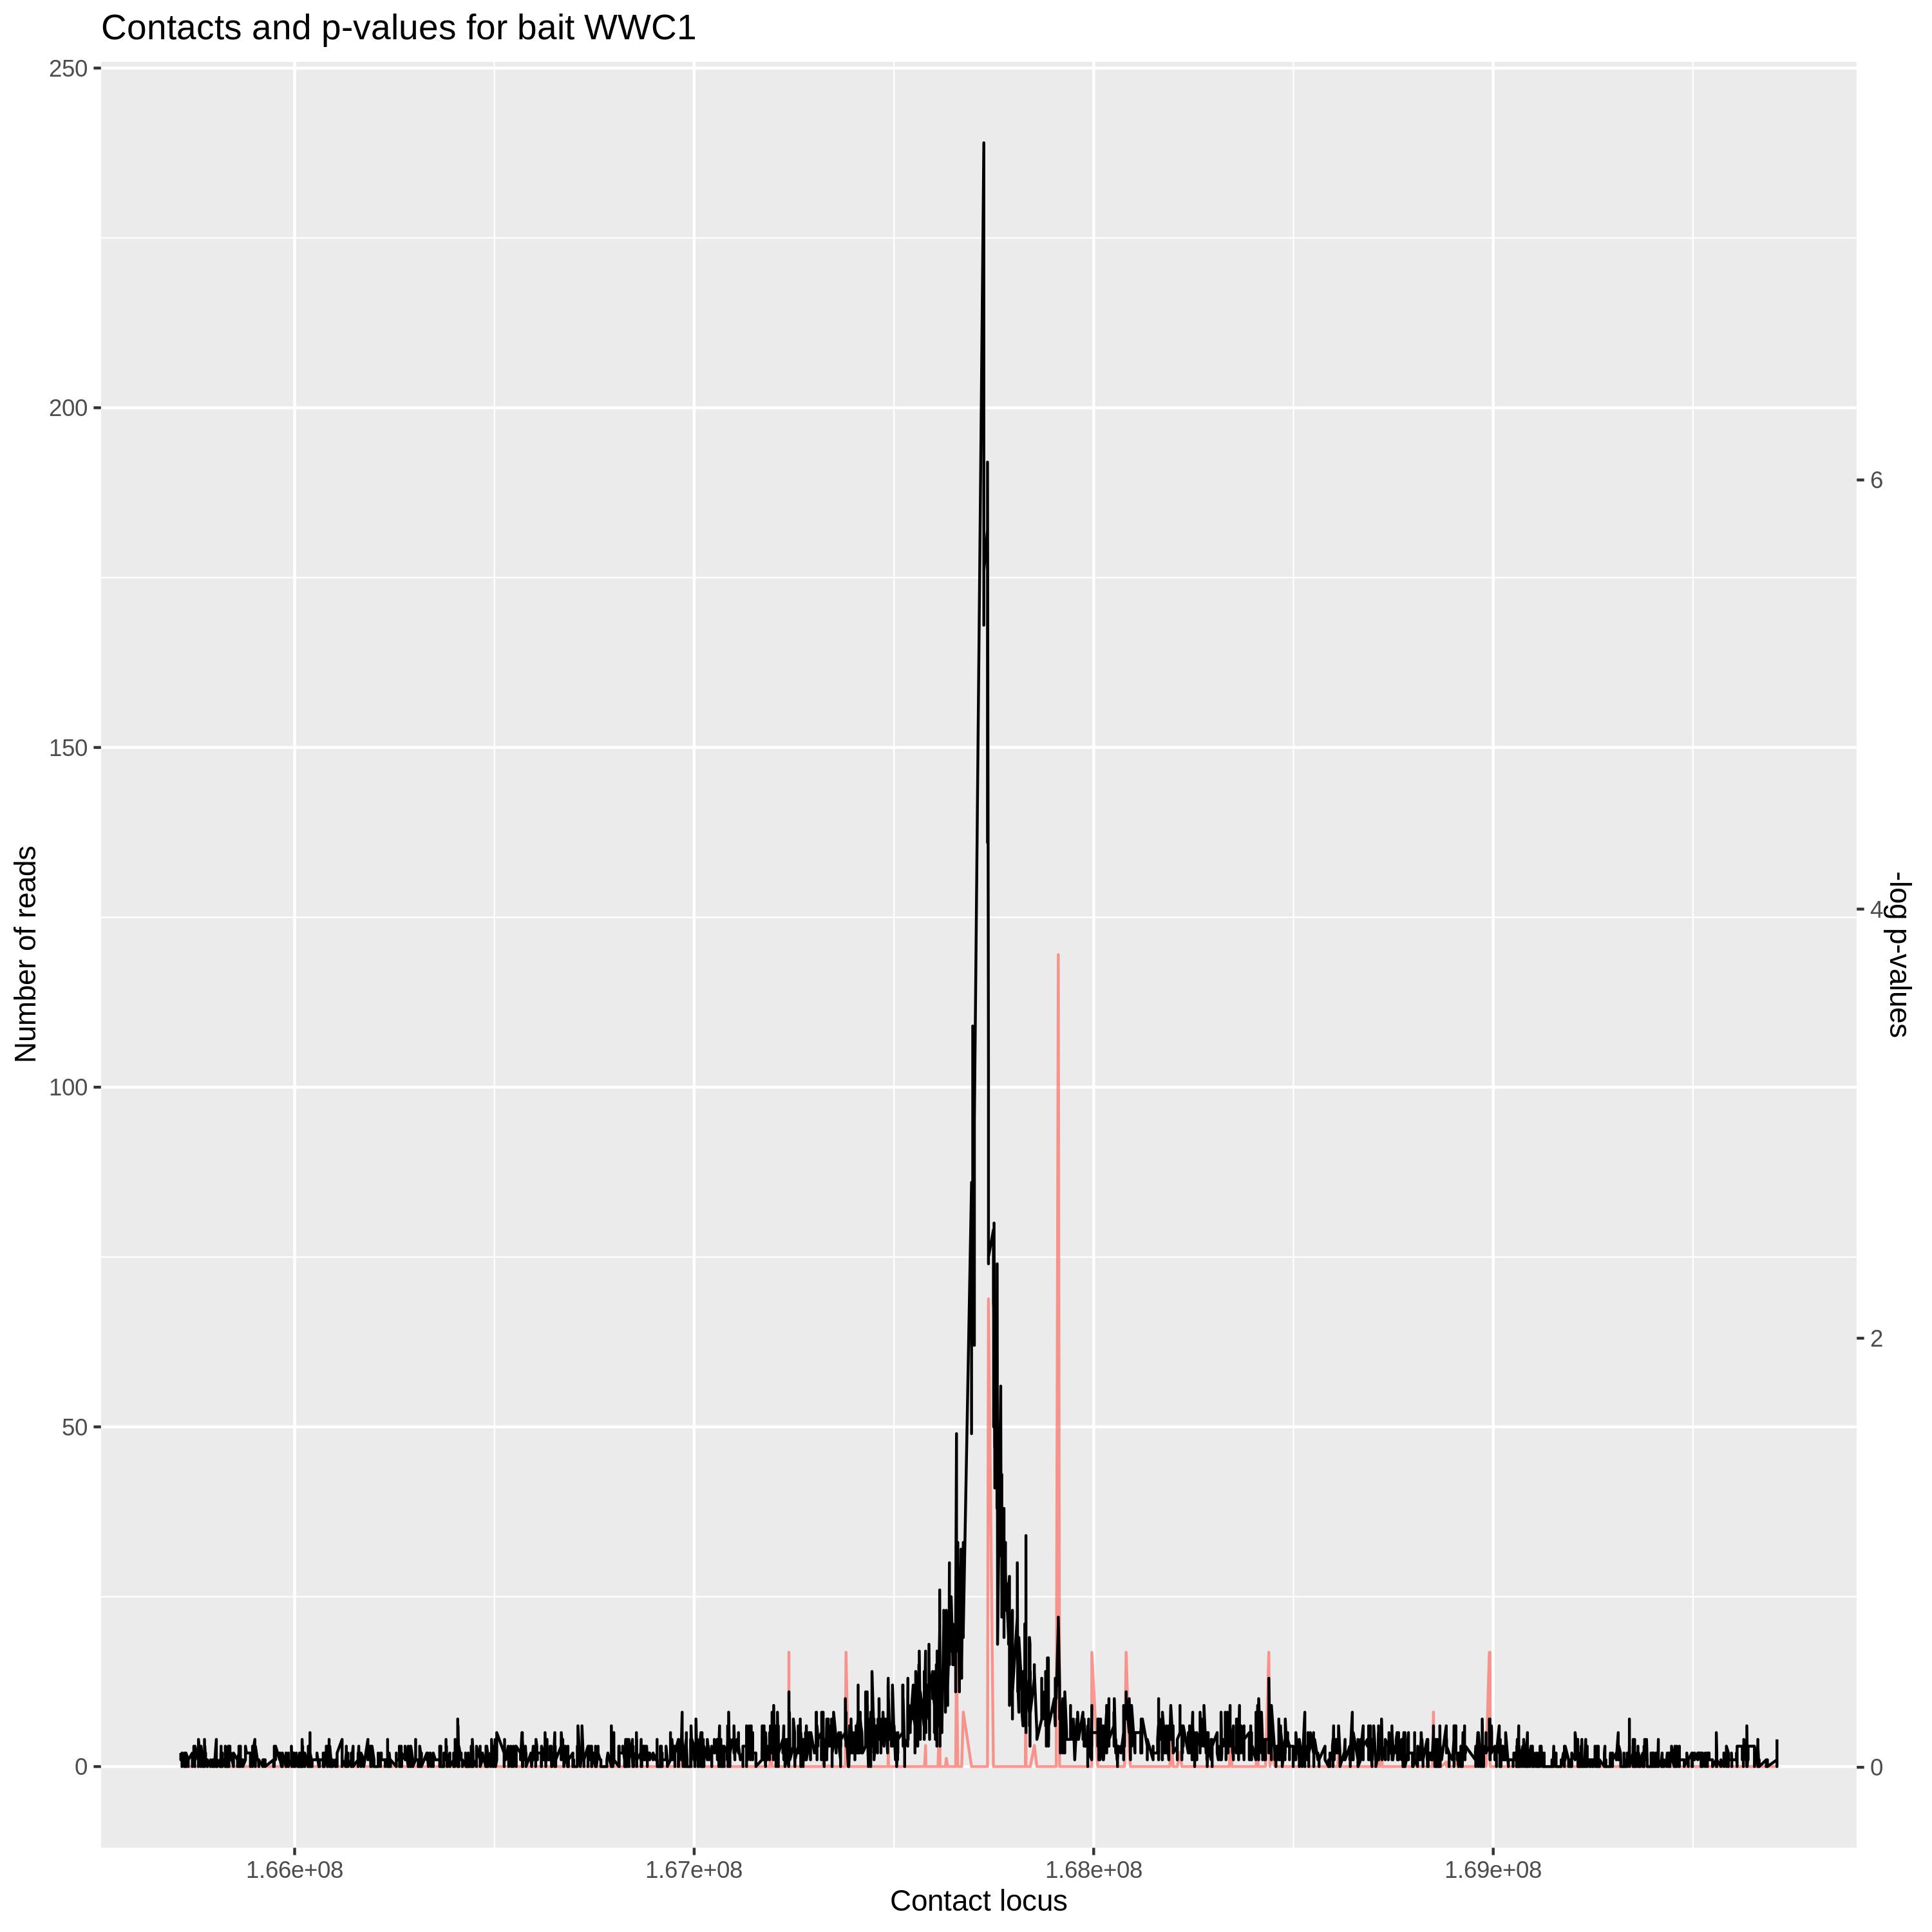 Contacts and p-values for bait WWC1
250
200
150
100
50
0
Number of reads
6
4
2
0
-log p-values
1.66e+08
1.67e+08
1.68e+08
1.69e+08
Contact locus